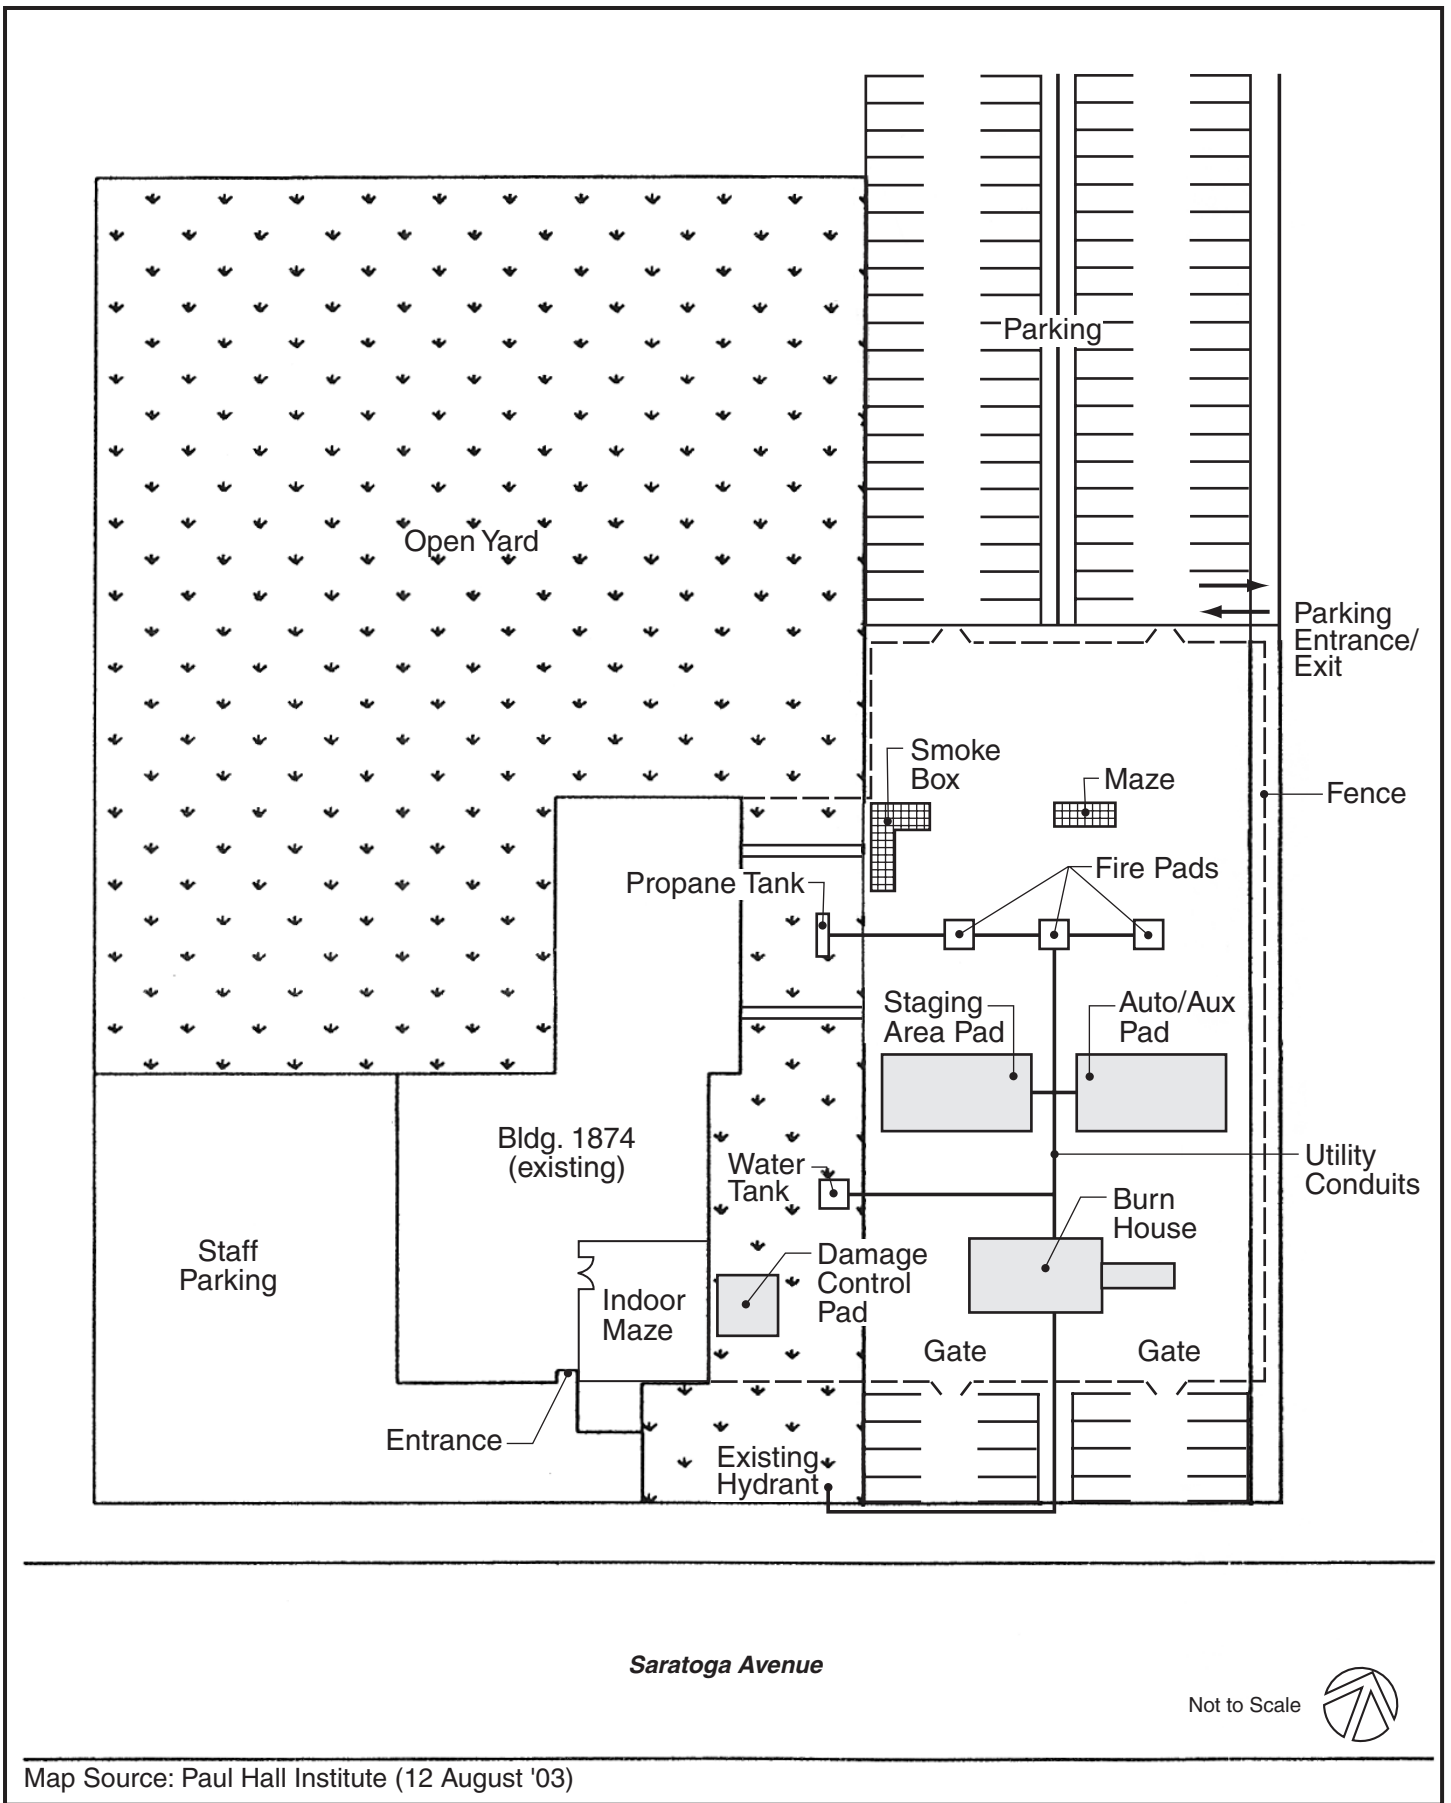 Parking
Open Yard
Parking
Entrance/
Exit
Smoke
Box
Maze
Fence
Propane Tank
Fire Pads
Staging
Area Pad
Auto/Aux
Pad
Bldg. 1874
(existing)
Water
Tank
Utility
Conduits
Burn
House
Staff
Parking
Damage
Control
Pad
Indoor
Maze
Gate
Gate
Entrance
Existing
Hydrant
Saratoga Avenue
Not to Scale
Map Source: Paul Hall Institute (12 August '03)